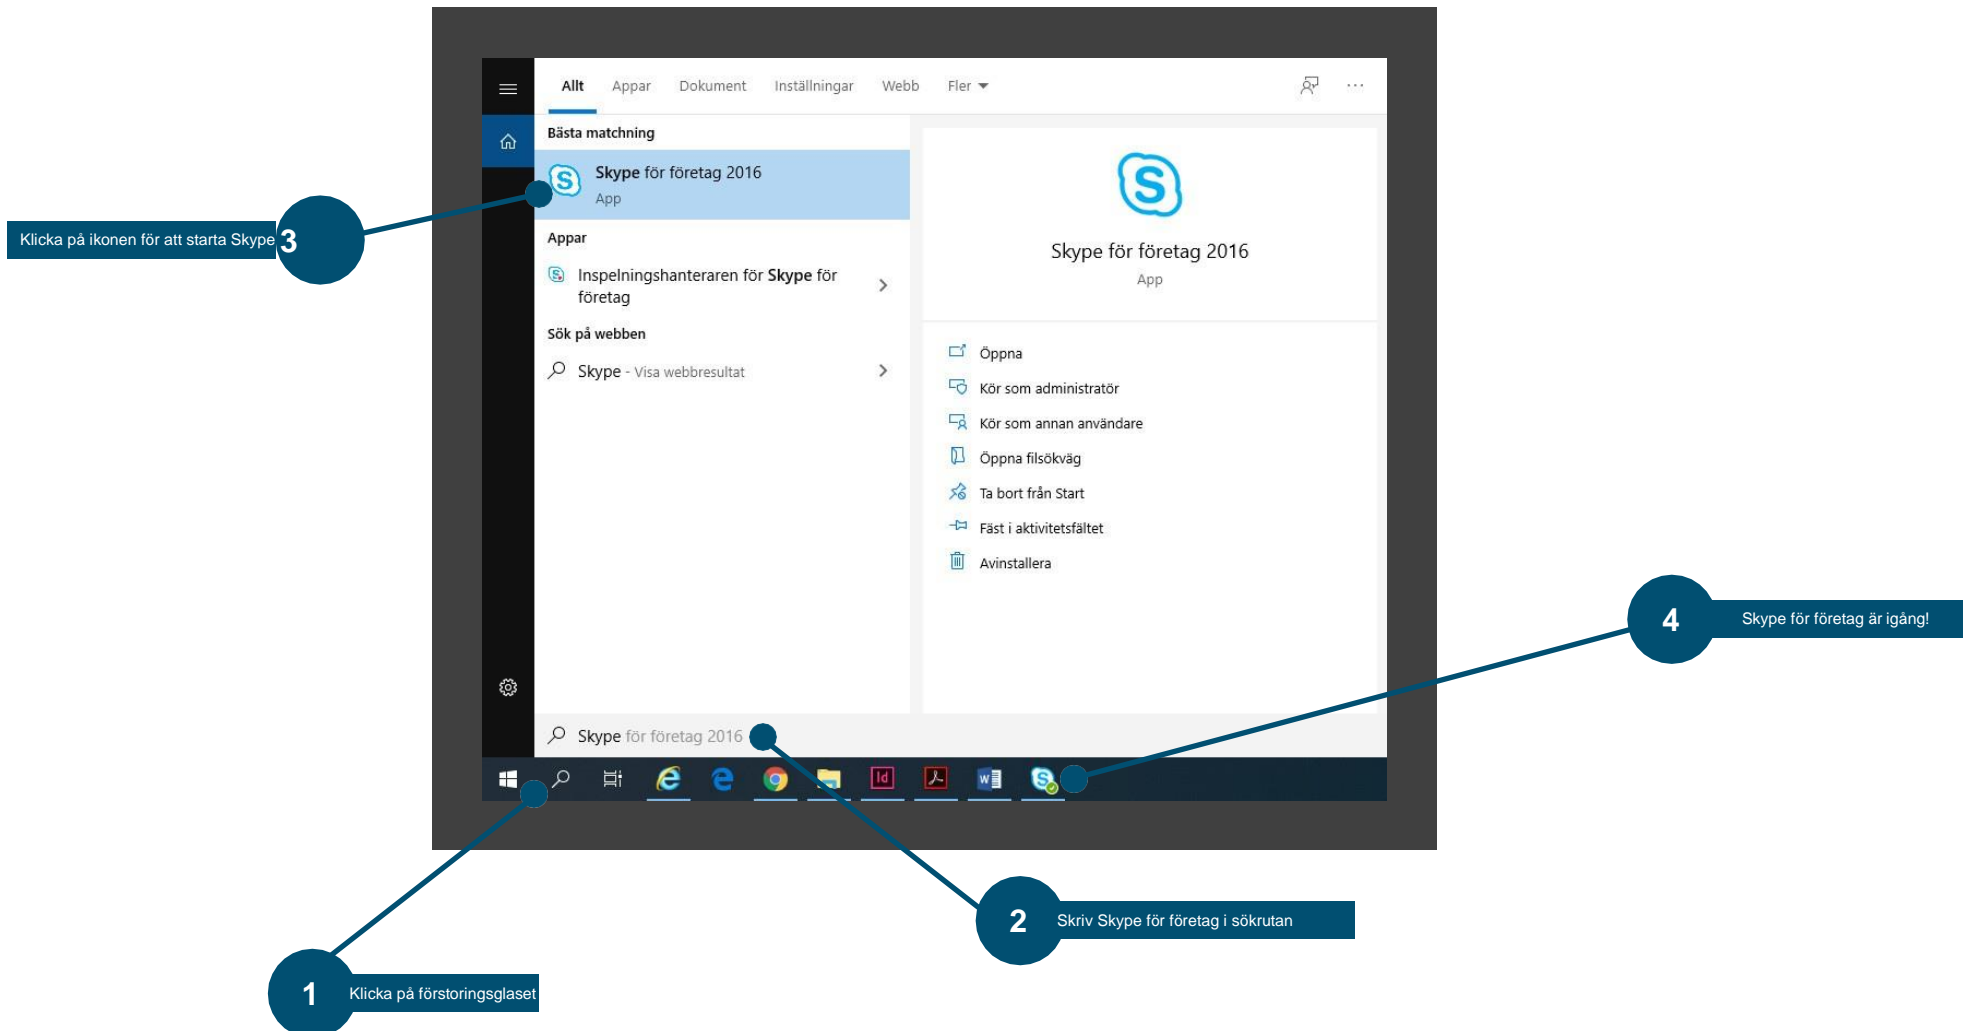 Allt Appar Dokument Inställningar Webb Fler
Bästa matchning
Skype för företag 2016
App
Appar
Inspelningshanteraren för Skype för
företag
Sök på webben
Skype - Visa webbresultat
Skype för företag 2016
App
Öppna
Kör som administratör
Kör som annan användare
Öppna filsökväg
Ta bort från Start
Fäst i aktivitetsfältet
Avinstallera
Skype för företag 2016
Klicka på ikonen för att starta Skype 3
4 Skype för företag är igång!
2 Skriv Skype för företag i sökrutan
1 Klicka på förstoringsglaset